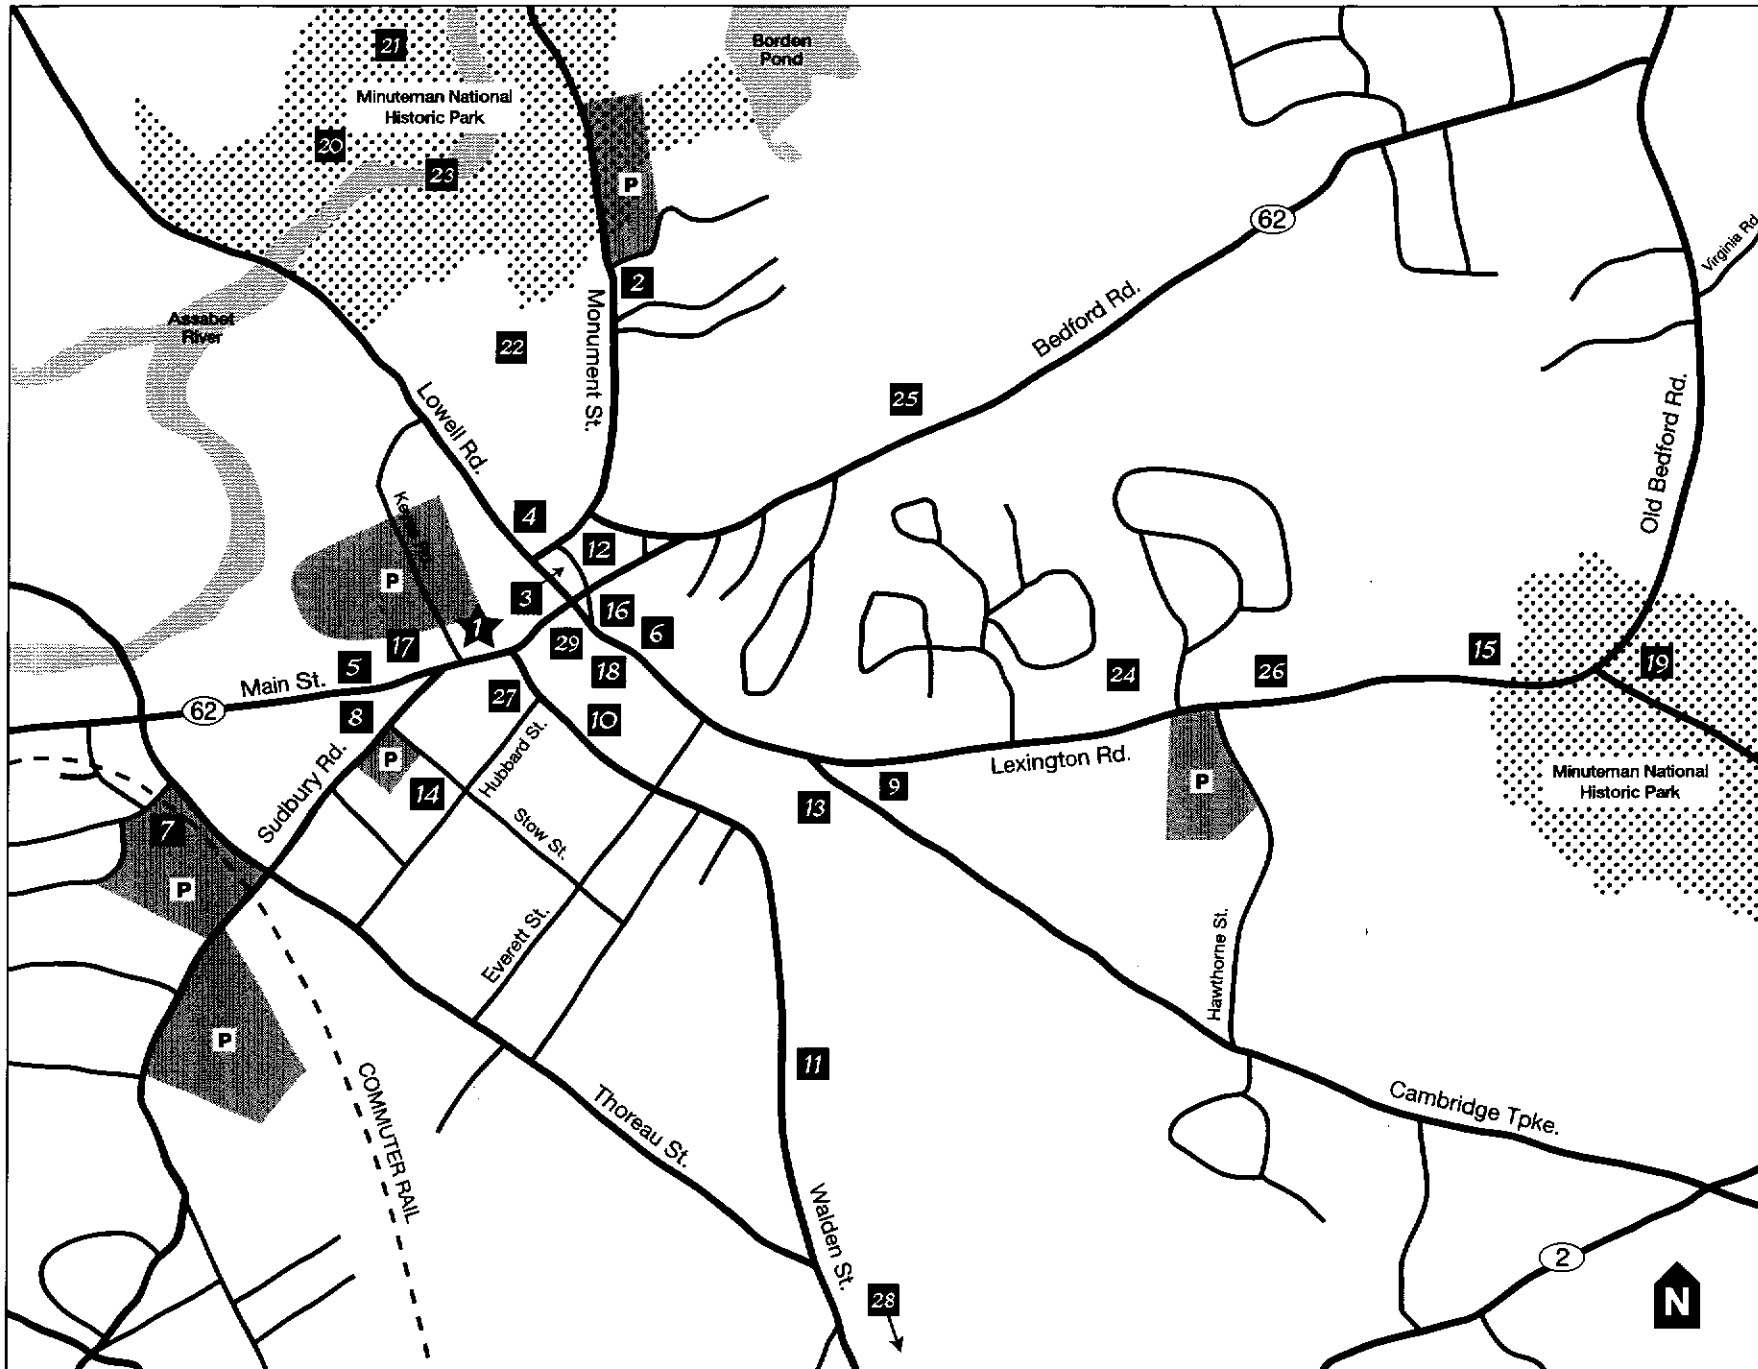 21
Borden
Pond
Minuteman National
Historic Park
20
23
P
62
Virginia Rd
2
Monument St.
Assabet
River
22
Bedford Rd.
25
Lowell Rd.
Old Bedford Rd.
4
12
P
3
16
1
17
29
6
5
18
15
19
Main St.
62
24
26
27
8
10
P
Hubbard St.
Lexington Rd.
Minuteman National
Historic Park
P
Sudbury Rd.
14
9
13
Stow St.
7
P
Everett St.
Hawthorne St.
P
COMMUTER RAIL
11
Thoreau St.
Cambridge Tpke.
Walden St.
2
28
N